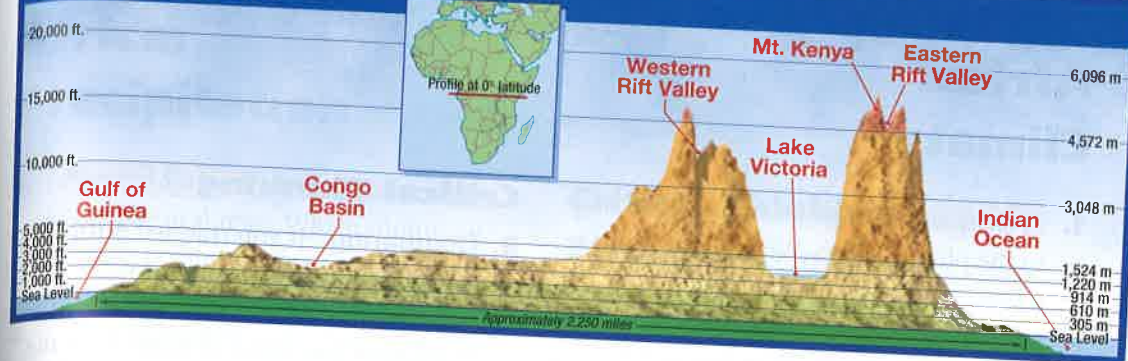 20,000 ft.
15,000 ft.
10,000 ft.
5,000 ft.
4,000 ft.
3,000 ft.
2,000 ft.
1,000 ft.
Sea Level
Gulf of
Guinea
Congo
Basin
Profile at 0° latitude
Western
Rift Valley
Lake
Victoria
Mt. Kenya
Eastern
Rift Valley
Indian
Ocean
6,096 m
4,572 m
3,048 m
1,524 m
1,220 m
914 m
610 m
305 m
Sea Level
Approximately 2,250 miles